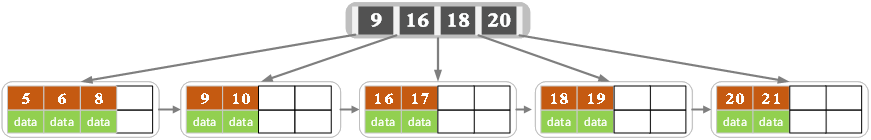 9 16 18 20
5 6 8 9 10 16 17 18 19 20 21
data data data data data data data data data data data